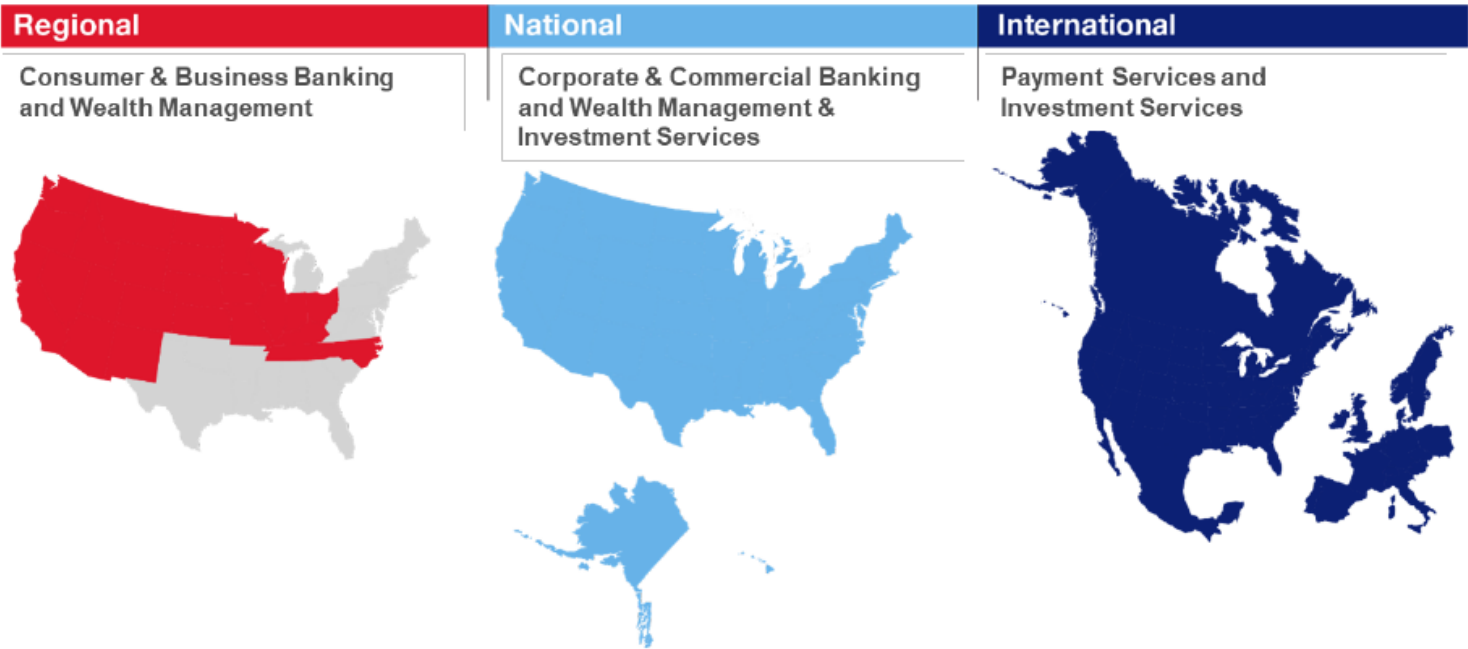 Regional
National
International
Consumer & Business Banking
and Wealth Management
Corporate & Commercial Banking
and Wealth Management &
Investment Services
Payment Services and
Investment Services